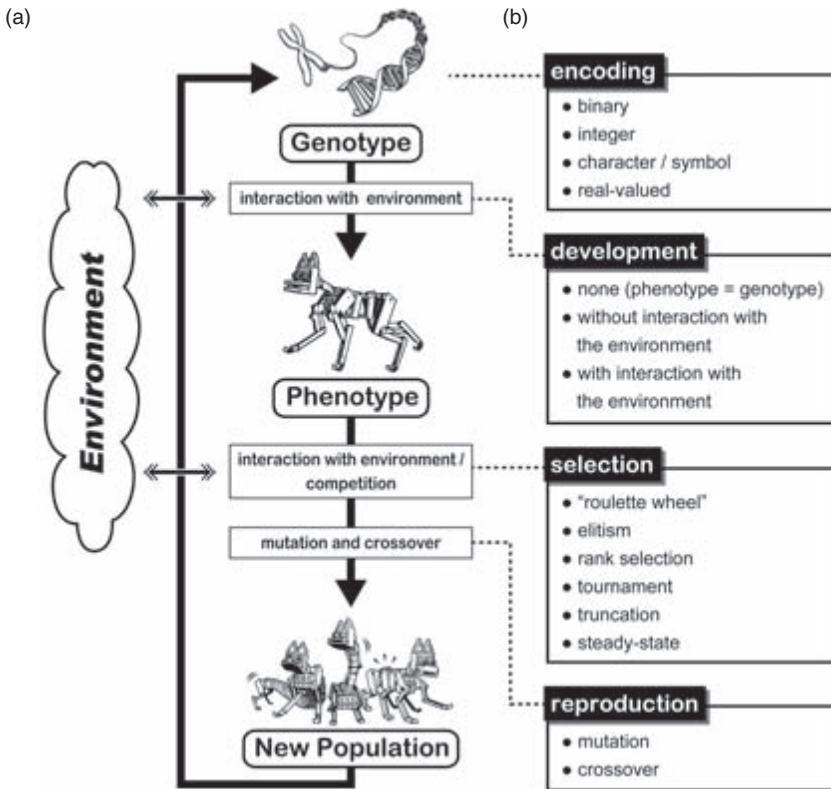 (a)
Genotype
interaction with environment
Phenotype
interaction with environment /
competition
mutation and crossover
New Population
Environment
(b)
encoding
• binary
• integer
• character / symbol
• real-valued
development
• none (phenotype = genotype)
• without interaction with
the environment
• with interaction with
the environment
selection
• “roulette wheel”
• elitism
• rank selection
• tournament
• truncation
• steady-state
reproduction
• mutation
• crossover